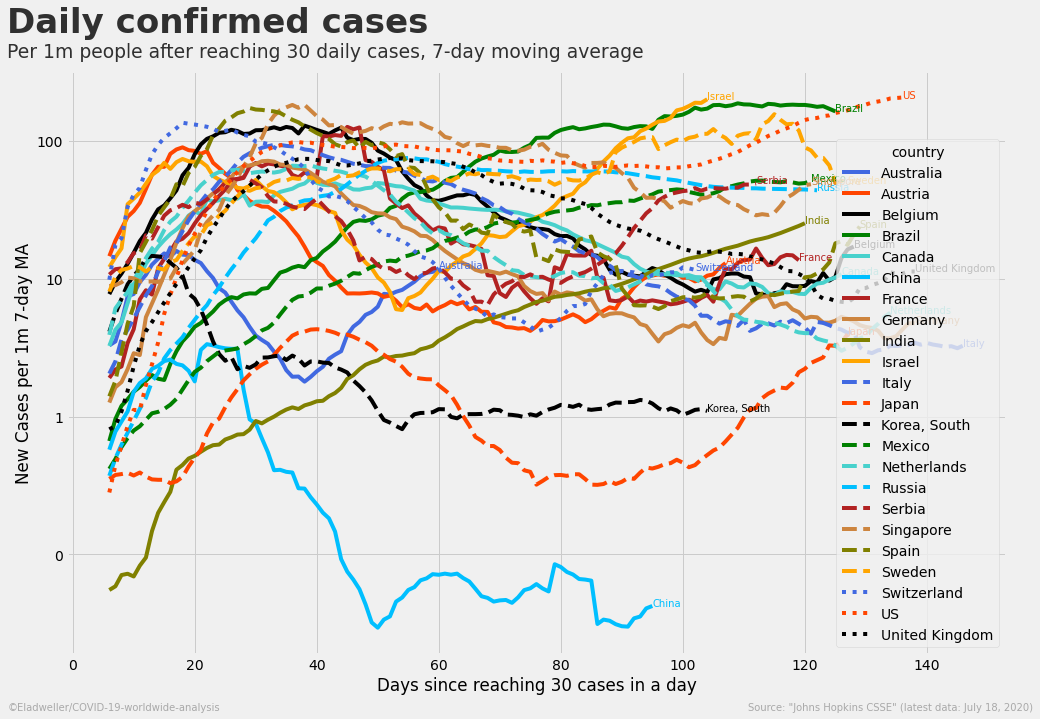 Daily confirmed cases
Per 1m people after reaching 30 daily cases, 7-day moving average
New Cases per 1m 7-day MA
100
10
1
0
0
20
40
60
80
100
120
140
Days since reaching 30 cases in a day
Israel
US
Brazil
Serbia
Mexico
India
Spain
Belgium
France
Austria
Switzerland
Australia
United Kingdom
Italy
Korea, South
China
country
Australia
Austria
Belgium
Brazil
Canada
China
France
Germany
India
Israel
Italy
Japan
Korea, South
Mexico
Netherlands
Russia
Serbia
Singapore
Spain
Sweden
Switzerland
US
United Kingdom
©Eladweller/COVID-19-worldwide-analysis
Source: "Johns Hopkins CSSE" (latest data: July 18, 2020)